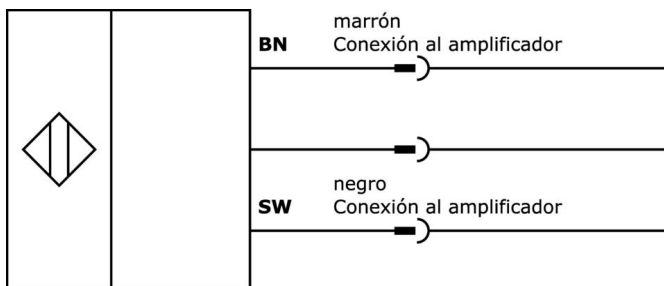 marrón
BN Conexión al amplificador
negro
SW Conexión al amplificador